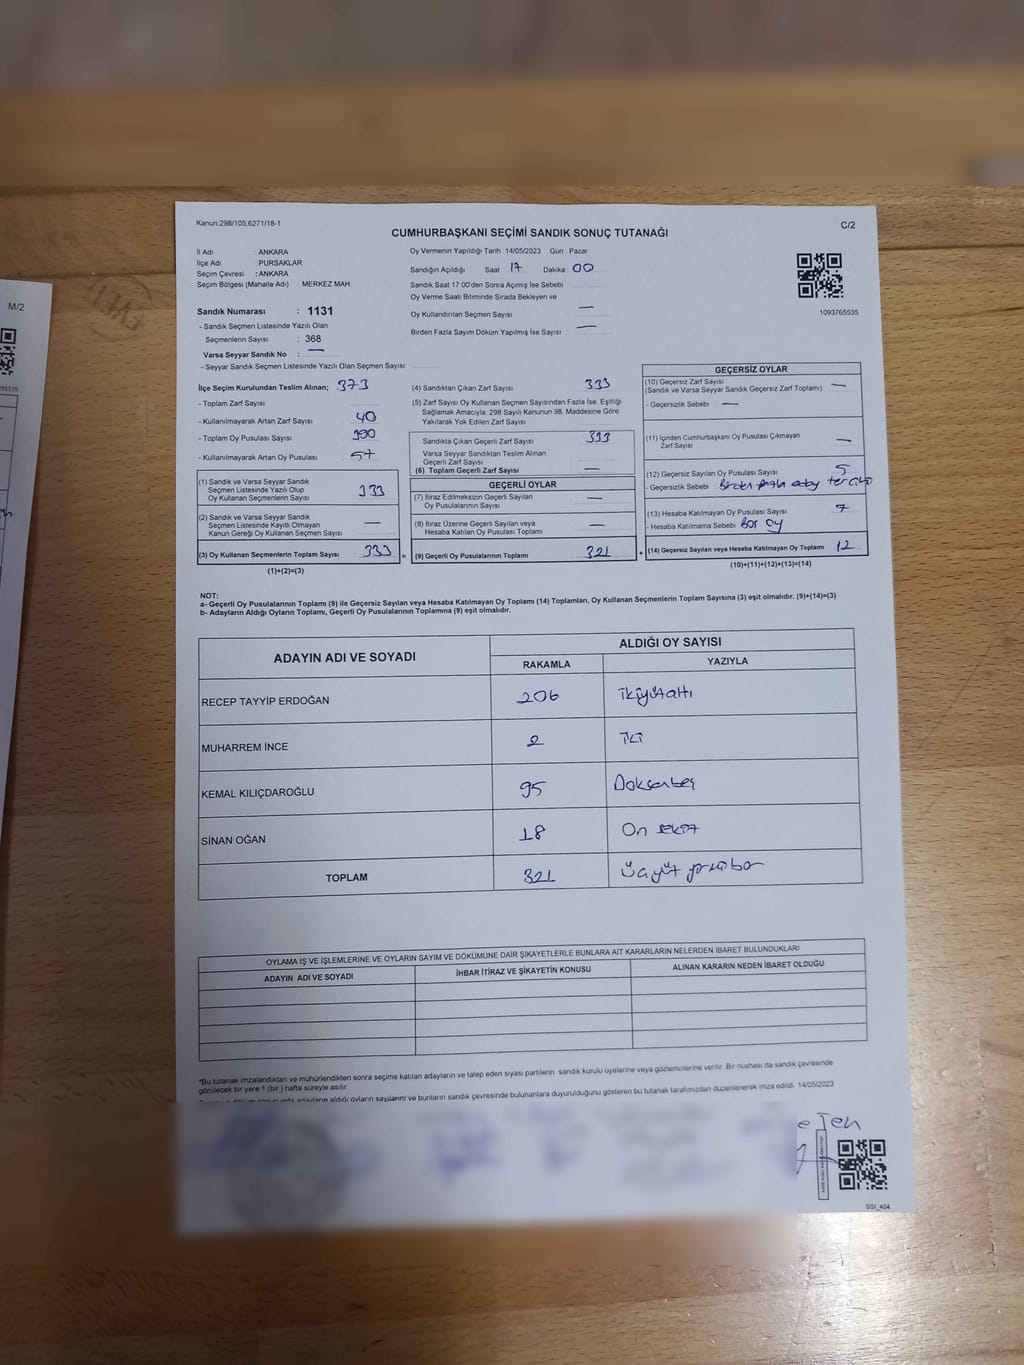 M/2
Kanun:298/105,6271/18-1
C/2
CUMHURBAŞKANI SEÇİMİ SANDIK SONUÇ TUTANAĞI
İl Adı : ANKARA
İlçe Adı : PURSAKLAR
Seçim Çevresi : ANKARA
Seçim Bölgesi (Mahalle Adı) MERKEZ MAH.
Oy Vermenin Yapıldığı Tarih :14/05/2023 Gün Pazar
Sandığın Açıldığı Saat 17 Dakika 00
Sandık Saat 17 00'den Sonra Açımış İse Sebebi
Oy Verme Saati Bitiminde Sırada Bekleyen ve
Oy Kullandırılan Seçmen Sayısı : —
Birden Fazla Sayım Döküm Yapılmış İse Sayısı : —
1093765535
Sandık Numarası : 1131
- Sandık Seçmen Listesinde Yazılı Olan
Seçmenlerin Sayısı : 368
Varsa Seyyar Sandık No : —
- Seyyar Sandık Seçmen Listesinde Yazılı Olan Seçmen Sayısı:
İlçe Seçim Kurulundan Teslim Alınan; 373
- Toplam Zarf Sayısı :
- Kullanılmayarak Artan Zarf Sayısı : 40
- Toplam Oy Pusulası Sayısı : 390
- Kullanılmayarak Artan Oy Pusulası : 57
(1) Sandık ve Varsa Seyyar Sandık
Seçmen Listesinde Yazılı Olup
Oy Kullanan Seçmenlerin Sayısı : 333
(2) Sandık ve Varsa Seyyar Sandık
Seçmen Listesinde Kayıtlı Olmayan
Kanun Gereği Oy Kullanan Seçmen Sayısı : —
(3) Oy Kullanan Seçmenlerin Toplam Sayısı : 333 =
(1)+(2)=(3)
(4) Sandıktan Çıkan Zarf Sayısı : 333
(5) Zarf Sayısı Oy Kullanan Seçmen Sayısından Fazla İse, Eşitliği
Sağlamak Amacıyla, 298 Sayılı Kanunun 98. Maddesine Göre
Yakılarak Yok Edilen Zarf Sayısı :
Sandıkta Çıkan Geçerli Zarf Sayısı : 333
Varsa Seyyar Sandıktan Teslim Alınan
Geçerli Zarf Sayısı
(6) Toplam Geçerli Zarf Sayısı : —
GEÇERLİ OYLAR
(7) İtiraz Edilmeksizin Geçerli Sayılan
Oy Pusulalarının Sayısı : —
(8) İtiraz Üzerine Geçerli Sayılan veya
Hesaba Katılan Oy Pusulası Toplamı : —
(9) Geçerli Oy Pusulalarının Toplamı : 321 +
GEÇERSİZ OYLAR
(10) Geçersiz Zarf Sayısı
(Sandık ve Varsa Seyyar Sandık Geçersiz Zarf Toplamı) : —
- Geçersizlik Sebebi : —
(11) İçinden Cumhurbaşkanı Oy Pusulası Çıkmayan
Zarf Sayısı : —
(12) Geçersiz Sayılan Oy Pusulası Sayısı : 5
- Geçersizlik Sebebi : Birden fazla aday tercih
(13) Hesaba Katılmayan Oy Pusulası Sayısı : 7
- Hesaba Katılmama Sebebi : Boş oy
(14) Geçersiz Sayılan veya Hesaba Katılmayan Oy Toplamı : 12
(10)+(11)+(12)+(13)=(14)
NOT:
a- Geçerli Oy Pusulalarının Toplamı (9) ile Geçersiz Sayılan veya Hesaba Katılmayan Oy Toplamı (14) Toplamları, Oy Kullanan Seçmenlerin Toplam Sayısına (3) eşit olmalıdır. (9)+(14)=(3)
b- Adayların Aldığı Oyların Toplamı, Geçerli Oy Pusulalarının Toplamına (9) eşit olmalıdır.
ADAYIN ADI VE SOYADI
ALDIĞI OY SAYISI
RAKAMLA YAZIYLA
RECEP TAYYİP ERDOĞAN 206 ikiyüzaltı
MUHARREM İNCE 2 iki
KEMAL KILIÇDAROĞLU 95 Doksanbeş
SİNAN OĞAN 18 On sekiz
TOPLAM 321 üçyüz yirmibir
OYLAMA İŞ VE İŞLEMLERİNE VE OYLARIN SAYIM VE DÖKÜMÜNE DAİR ŞİKAYETLERLE BUNLARA AİT KARARLARIN NELERDEN İBARET BULUNDUKLARI
ADAYIN ADI VE SOYADI İHBAR İTİRAZ VE ŞİKAYETİN KONUSU ALINAN KARARIN NEDEN İBARET OLDUĞU
*Bu tutanak imzalandıktan ve mühürlendikten sonra seçime katılan adayların ve talep eden siyasi partilerin sandık kurulu üyelerine veya gözlemcilerine verilir. Bir nüshası da sandık çevresinde
görülecek bir yere 1 (bir ) hafta süreyle asılır.
adayların aldığı oyların sayılarını ve bunların sandık çevresinde bulunanlara duyurulduğunu gösteren bu tutanak tarafımızdan düzenlenerek imza edildi. 14/05/2023
SSI_404